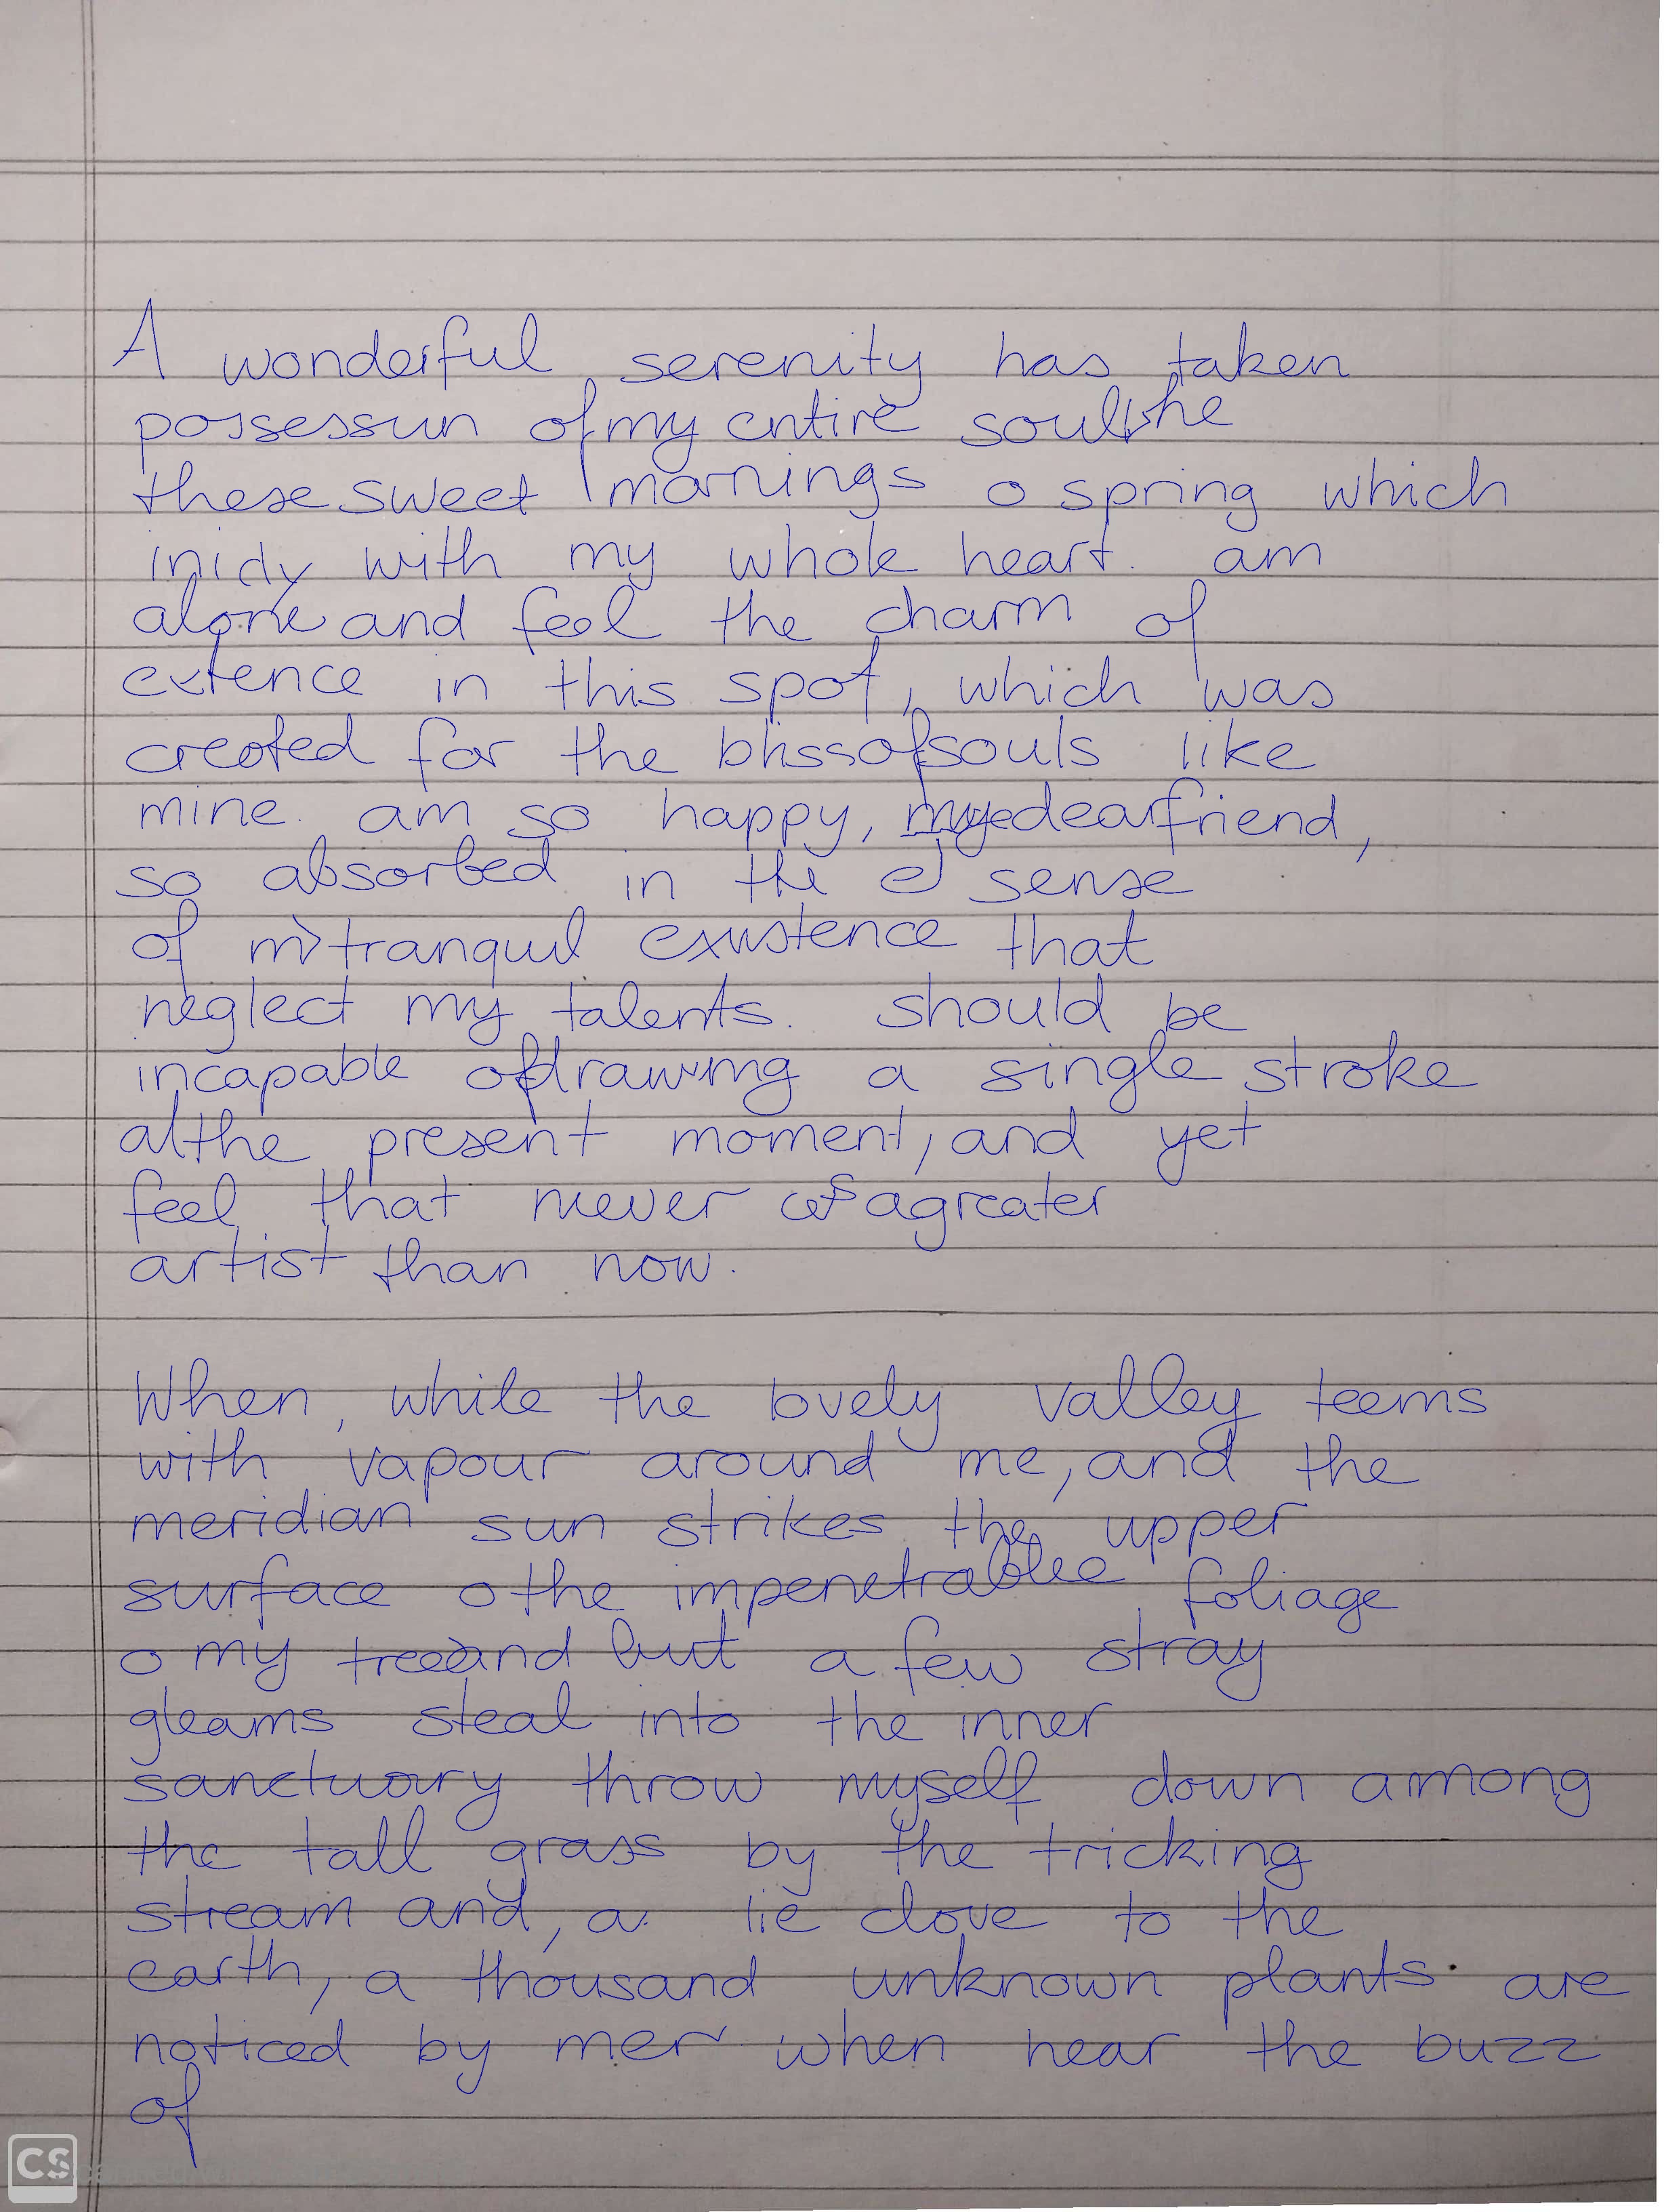 A wonderful serenity has taken
possessun of my entire soul
these sweet mornings o spring which
with my whole heart. am
alone and feel the charm of
extence in this spot, which was
created for the blissofsouls like
mine. am so happy, dearfriend,
so absorbed in the sense
of tranquil existence that
neglect my talents. should be
incapable ofdrawing a single stroke
atthe present moment, and yet
feel that never agreater
artist than now.
When, while the lovely valley teems
with vapour around me, and the
meridian sun strikes the upper
surface o the impenetrablee foliage
o my treeand but a few stray
gleams steal into the inner
sanctuary throw myself down among
the tall grass by the tricking
stream and, a lie clove to the
earth, a thousand unknown plants are
noticed by mer when hear the buzz
of
CS